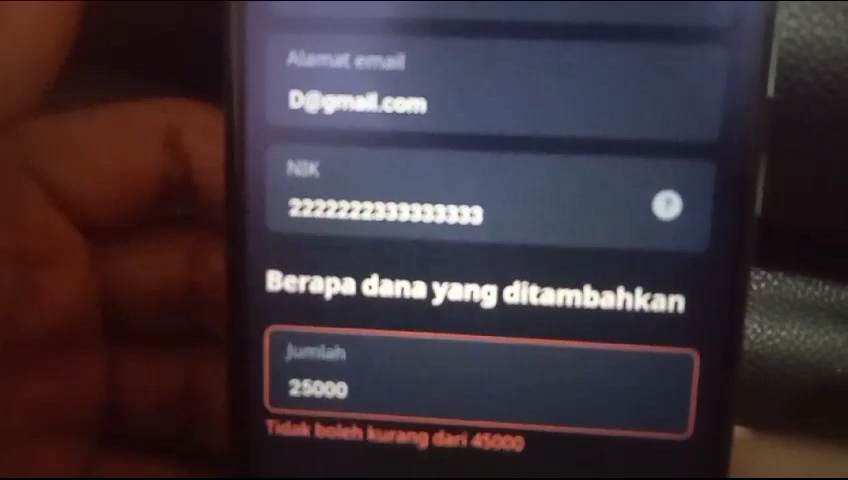 Alamat email
D@gmail.com
NIK
2222222333333333
?
Berapa dana yang ditambahkan
Jumlah
25000
Tidak boleh kurang dari 45000